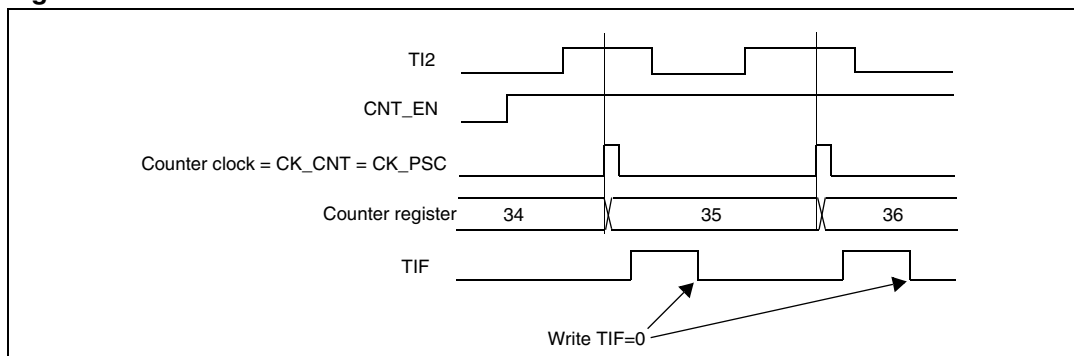 TI2
CNT_EN
Counter clock = CK_CNT = CK_PSC
Counter register 34 35 36
TIF
Write TIF=0